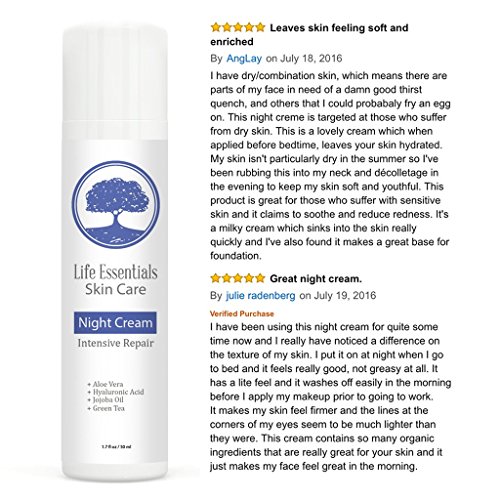 Life Essentials
Skin Care
Night Cream
Intensive Repair
+ Aloe Vera
+ Hyaluronic Acid
+ Jojoba Oil
+ Green Tea
1.7 fl oz / 50 ml
Leaves skin feeling soft and
enriched
By AngLay on July 18, 2016
I have dry/combination skin, which means there are
parts of my face in need of a damn good thirst
quench, and others that I could probabaly fry an egg
on. This night creme is targeted at those who suffer
from dry skin. This is a lovely cream which when
applied before bedtime, leaves your skin hydrated.
My skin isn't particularly dry in the summer so I've
been rubbing this into my neck and décolletage in
the evening to keep my skin soft and youthful. This
product is great for those who suffer with sensitive
skin and it claims to soothe and reduce redness. It's
a milky cream which sinks into the skin really
quickly and I've also found it makes a great base for
foundation.
Great night cream.
By julie radenberg on July 19, 2016
Verified Purchase
I have been using this night cream for quite some
time now and I really have noticed a difference on
the texture of my skin. I put it on at night when I go
to bed and it feels really good, not greasy at all. It
has a lite feel and it washes off easily in the morning
before I apply my makeup prior to going to work.
It makes my skin feel firmer and the lines at the
corners of my eyes seem to be much lighter than
they were. This cream contains so many organic
ingredients that are really great for your skin and it
just makes my face feel great in the morning.